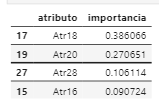 atributo importancia
17 Atr18 0.386066
19 Atr20 0.270651
27 Atr28 0.106114
15 Atr16 0.090724